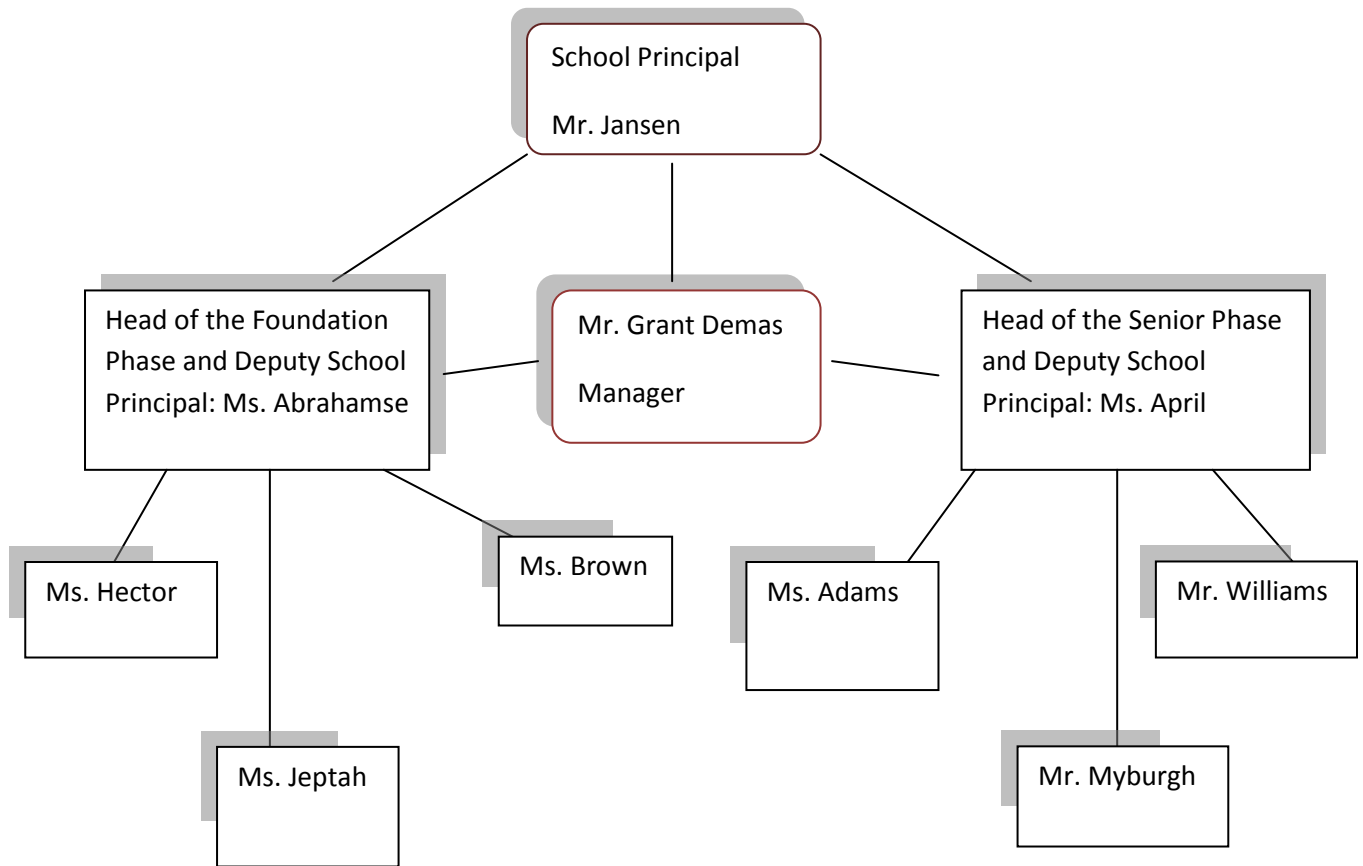 School Principal
Mr. Jansen
Head of the Foundation
Phase and Deputy School
Principal: Ms. Abrahamse
Mr. Grant Demas
Manager
Head of the Senior Phase
and Deputy School
Principal: Ms. April
Ms. Hector
Ms. Brown
Ms. Adams
Mr. Williams
Ms. Jeptah
Mr. Myburgh